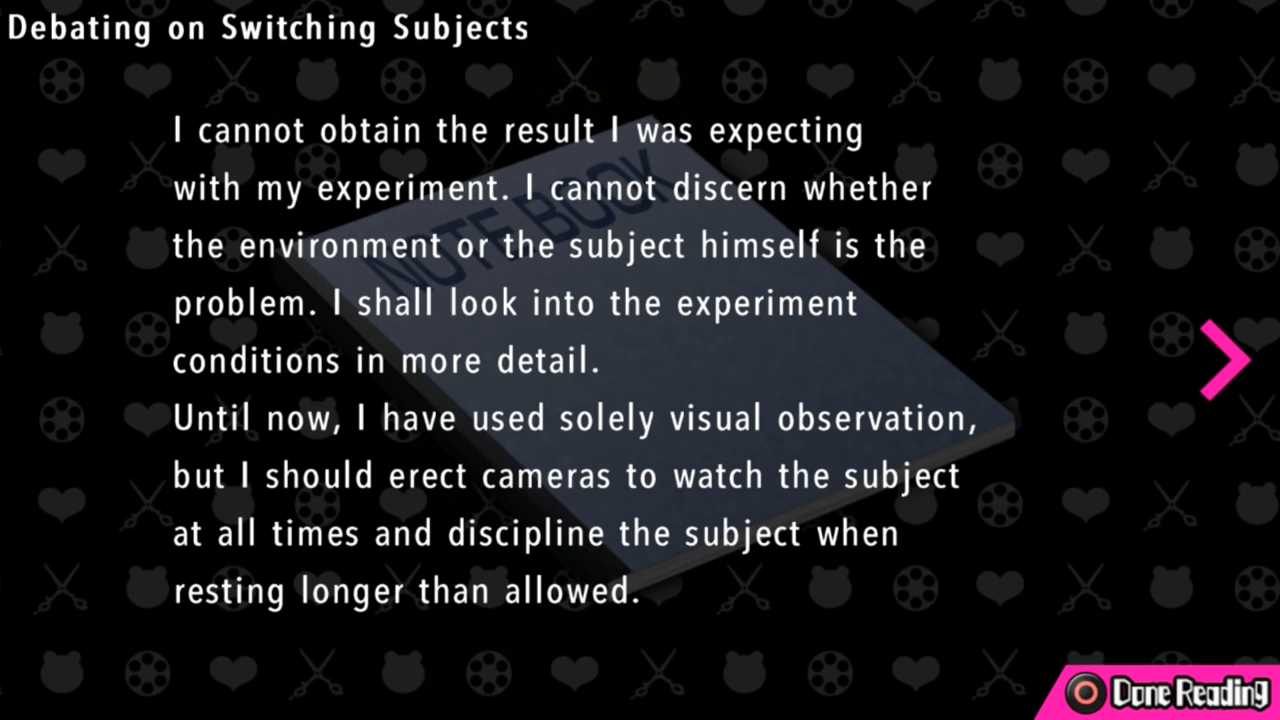 Debating on Switching Subjects
I cannot obtain the result I was expecting
with my experiment. I cannot discern whether
the environment or the subject himself is the
problem. I shall look into the experiment
conditions in more detail.
Until now, I have used solely visual observation,
but I should erect cameras to watch the subject
at all times and discipline the subject when
resting longer than allowed.
NOTE BOOK
Done Reading